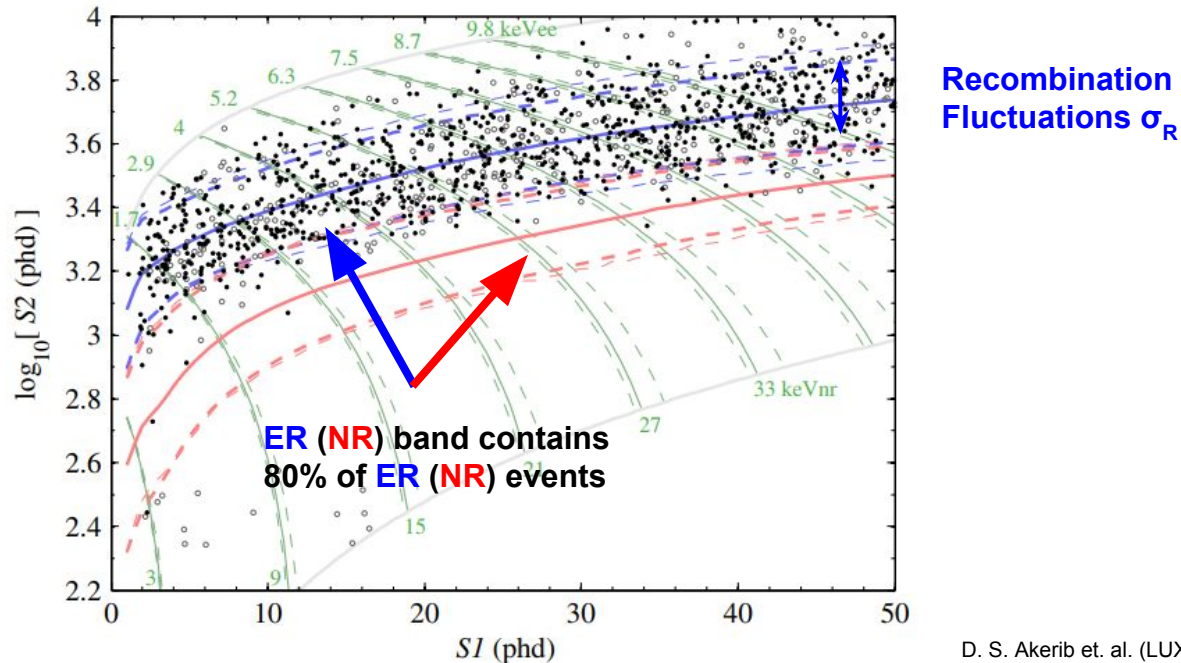 4
3.8
3.6
3.4
3.2
3
2.8
2.6
2.4
2.2
log10[ S2 (phd) ]
0 10 20 30 40 50
S1 (phd)
1.7
2.9
4
5.2
6.3
7.5
8.7
9.8 keVee
3
9
15
21
27
33 keVnr
ER (NR) band contains
80% of ER (NR) events
Recombination
Fluctuations σR
D. S. Akerib et. al. (LUX